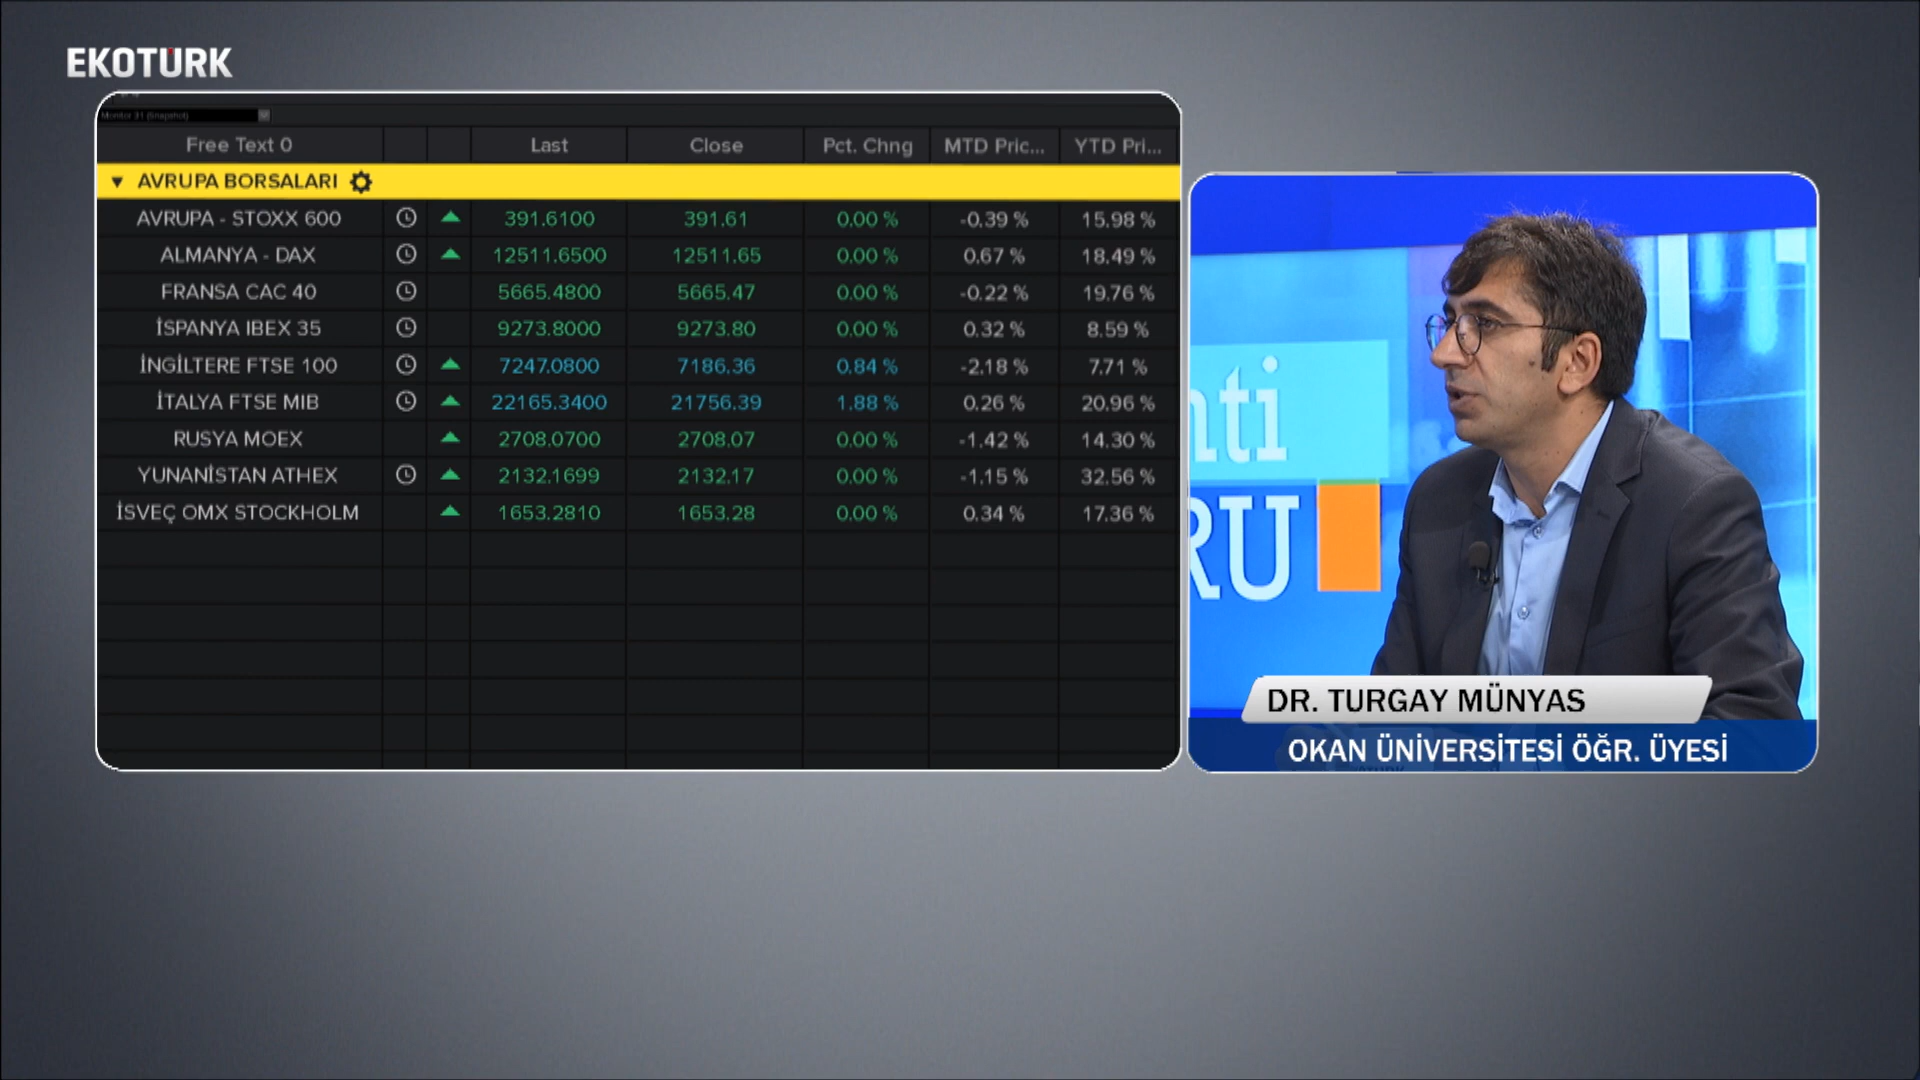 EKOTÜRK
Monitor 31 (Snapshot)
Free Text 0 Last Close Pct. Chng MTD Pric... YTD Pri...
AVRUPA BORSALARI
AVRUPA - STOXX 600 391.6100 391.61 0.00 % -0.39 % 15.98 %
ALMANYA - DAX 12511.6500 12511.65 0.00 % 0.67 % 18.49 %
FRANSA CAC 40 5665.4800 5665.47 0.00 % -0.22 % 19.76 %
İSPANYA IBEX 35 9273.8000 9273.80 0.00 % 0.32 % 8.59 %
İNGİLTERE FTSE 100 7247.0800 7186.36 0.84 % -2.18 % 7.71 %
İTALYA FTSE MIB 22165.3400 21756.39 1.88 % 0.26 % 20.96 %
RUSYA MOEX 2708.0700 2708.07 0.00 % -1.42 % 14.30 %
YUNANİSTAN ATHEX 2132.1699 2132.17 0.00 % -1.15 % 32.56 %
İSVEÇ OMX STOCKHOLM 1653.2810 1653.28 0.00 % 0.34 % 17.36 %
nti
RU
DR. TURGAY MÜNYAS
OKAN ÜNİVERSİTESİ ÖĞR. ÜYESİ